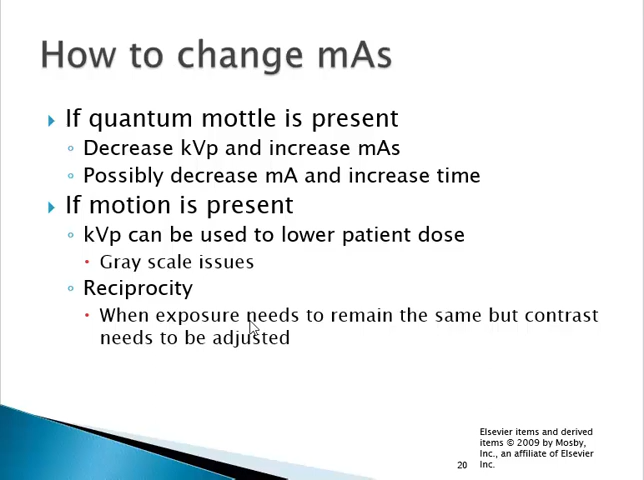 How to change mAs
If quantum mottle is present
Decrease kVp and increase mAs
Possibly decrease mA and increase time
If motion is present
kVp can be used to lower patient dose
Gray scale issues
Reciprocity
When exposure needs to remain the same but contrast
needs to be adjusted
Elsevier items and derived
items © 2009 by Mosby,
Inc., an affiliate of Elsevier
Inc.
20